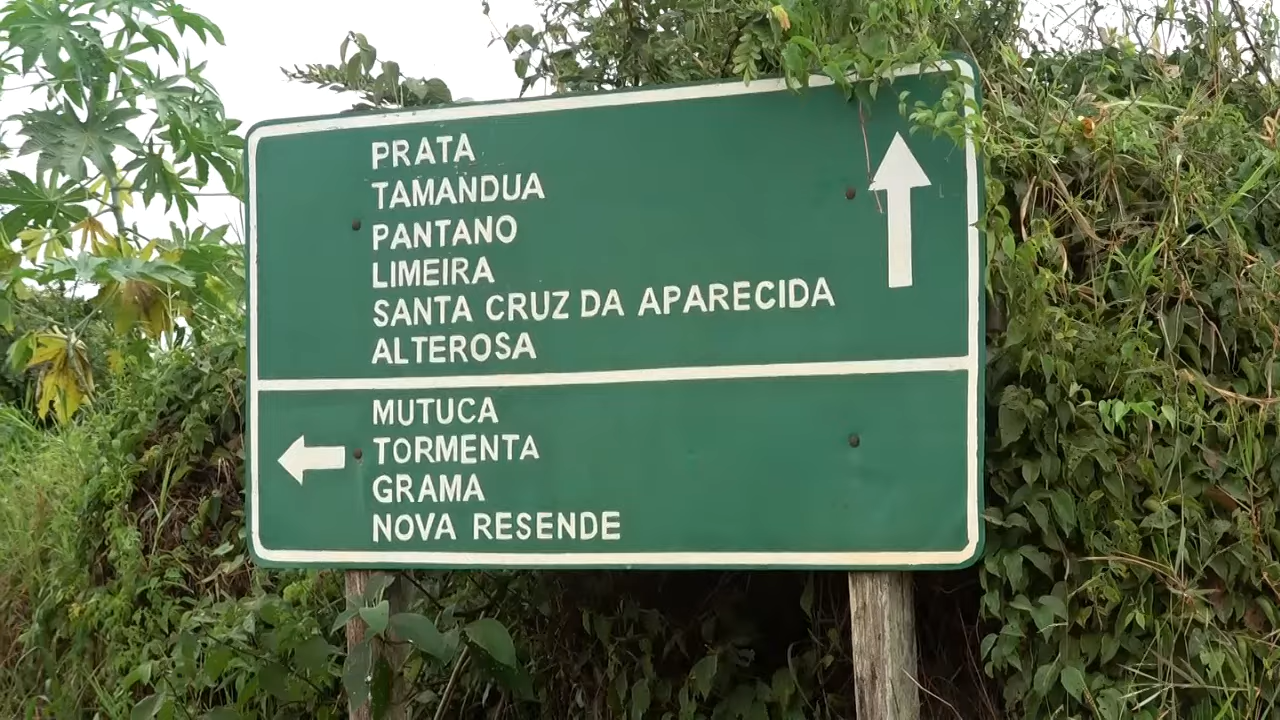 PRATA
TAMANDUA
PANTANO
LIMEIRA
SANTA CRUZ DA APARECIDA
ALTEROSA
MUTUCA
TORMENTA
GRAMA
NOVA RESENDE